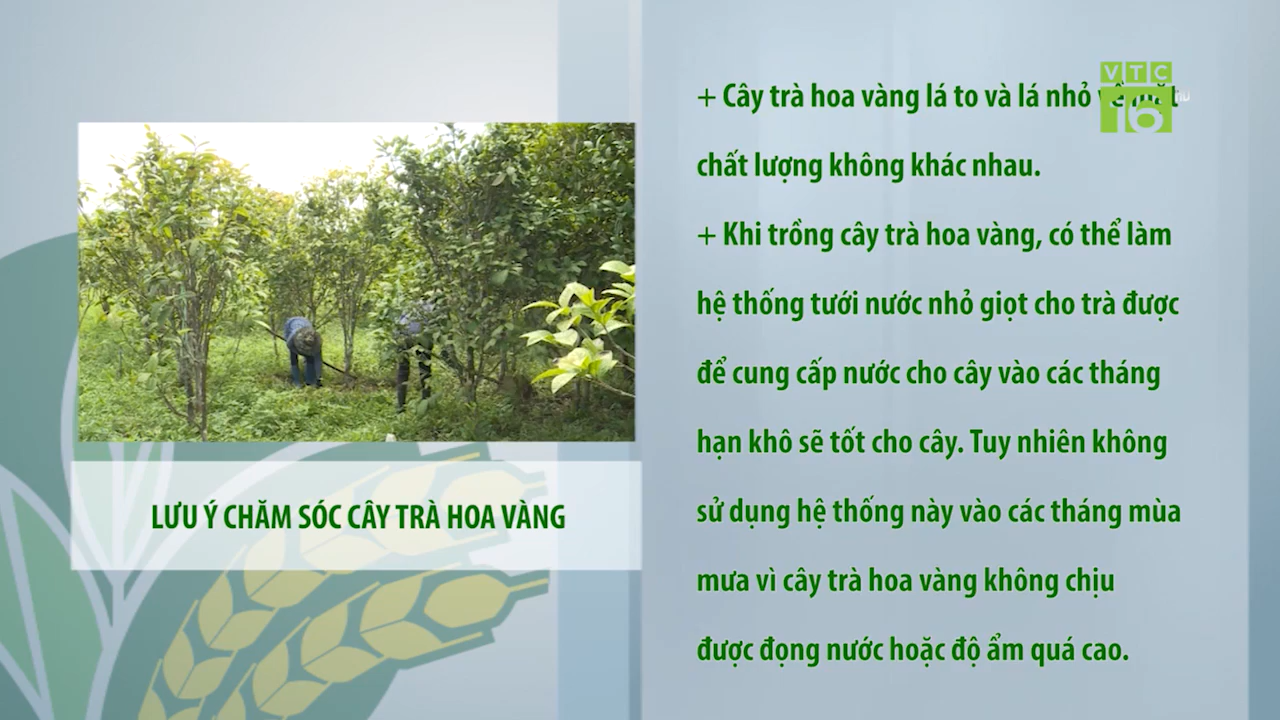 VTC
16
+ Cây trà hoa vàng lá to và lá nhỏ về mặt
chất lượng không khác nhau.
+ Khi trồng cây trà hoa vàng, có thể làm
hệ thống tưới nước nhỏ giọt cho trà được
để cung cấp nước cho cây vào các tháng
hạn khô sẽ tốt cho cây. Tuy nhiên không
sử dụng hệ thống này vào các tháng mùa
mưa vì cây trà hoa vàng không chịu
được đọng nước hoặc độ ẩm quá cao.
LƯU Ý CHĂM SÓC CÂY TRÀ HOA VÀNG